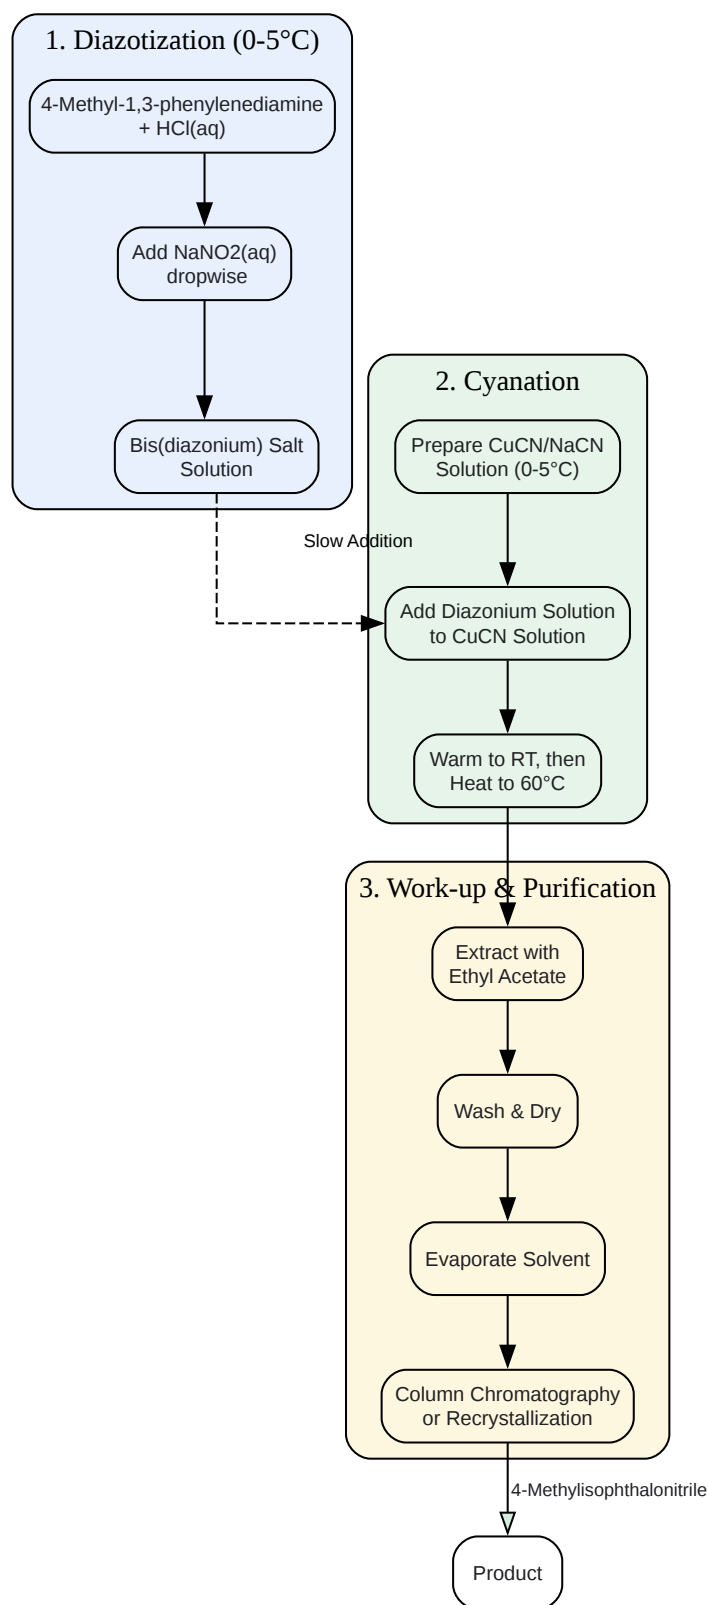 1. Diazotization (0-5°C)
4-Methyl-1,3-phenylenediamine
+ HCl(aq)
Add NaNO2(aq)
dropwise
Bis(diazonium) Salt
Solution
2. Cyanation
Prepare CuCN/NaCN
Solution (0-5°C)
Slow Addition
Add Diazonium Solution
to CuCN Solution
Warm to RT, then
Heat to 60°C
3. Work-up & Purification
Extract with
Ethyl Acetate
Wash & Dry
Evaporate Solvent
Column Chromatography
or Recrystallization
4-Methylisophthalonitrile
Product